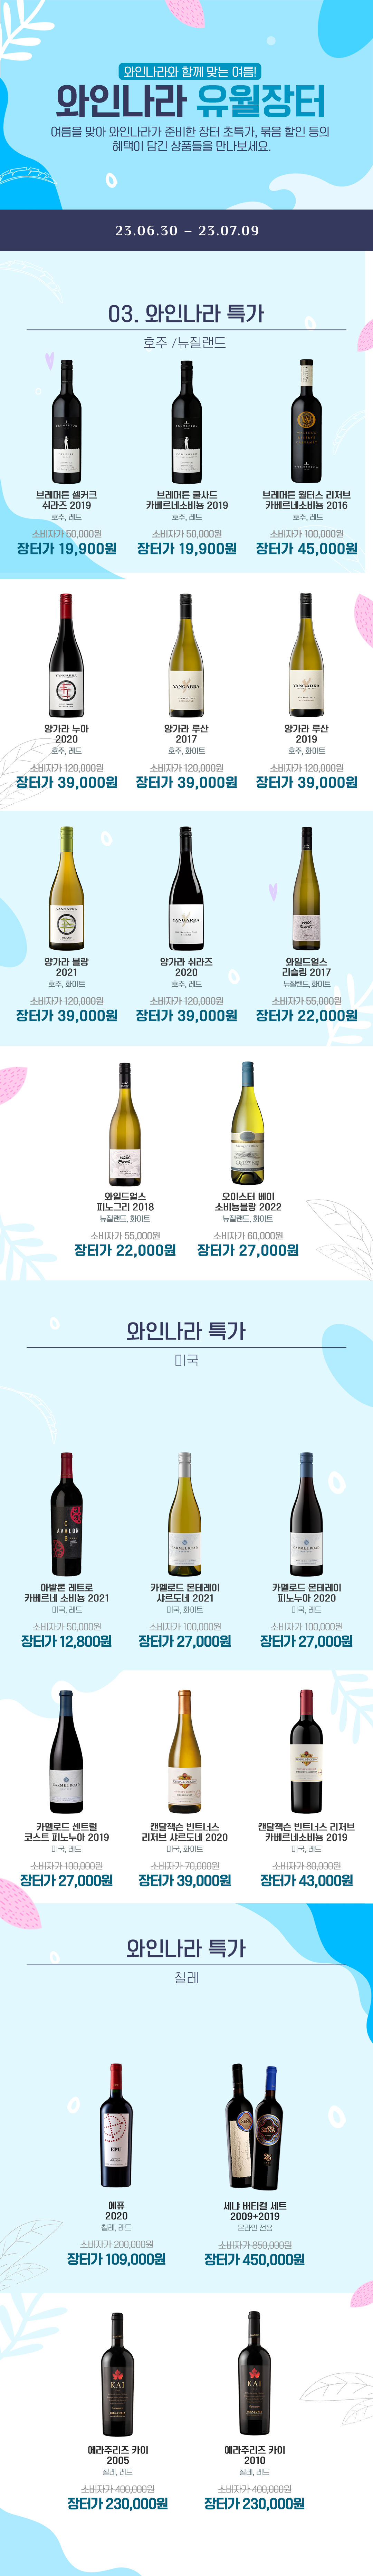 와인나라와 함께 맞는 여름!
와인나라 유월장터
여름을 맞아 와인나라가 준비한 장터 초특가, 묶음 할인 등의
혜택이 담긴 상품들을 만나보세요.
23.06.30 – 23.07.09
03. 와인나라 특가
호주 /뉴질랜드
브레머튼 셀커크
쉬라즈 2019
호주, 레드
소비자가 50,000원
장터가 19,900원
브레머튼 쿨사드
카베르네소비뇽 2019
호주, 레드
소비자가 50,000원
장터가 19,900원
브레머튼 월터스 리저브
카베르네소비뇽 2016
호주, 레드
소비자가 100,000원
장터가 45,000원
YANGARRA
양가라 누아
2020
호주, 레드
소비자가 120,000원
장터가 39,000원
YANGARRA
양가라 루산
2017
호주, 화이트
소비자가 120,000원
장터가 39,000원
YANGARRA
양가라 루산
2019
호주, 화이트
소비자가 120,000원
장터가 39,000원
YANGARRA
양가라 블랑
2021
호주, 화이트
소비자가 120,000원
장터가 39,000원
YANGARRA
양가라 쉬라즈
2020
호주, 레드
소비자가 120,000원
장터가 39,000원
와일드얼스
리슬링 2017
뉴질랜드, 화이트
소비자가 55,000원
장터가 22,000원
와일드얼스
피노그리 2018
뉴질랜드, 화이트
소비자가 55,000원
장터가 22,000원
오이스터 베이
소비뇽블랑 2022
뉴질랜드, 화이트
소비자가 60,000원
장터가 27,000원
와인나라 특가
미국
C
AVALON
B
아발론 레트로
카베르네 소비뇽 2021
미국, 레드
소비자가 50,000원
장터가 12,800원
CARMEL ROAD
카멜로드 몬테레이
샤르도네 2021
미국, 화이트
소비자가 100,000원
장터가 27,000원
CARMEL ROAD
카멜로드 몬테레이
피노누아 2020
미국, 레드
소비자가 100,000원
장터가 27,000원
CARMEL ROAD
카멜로드 센트럴
코스트 피노누아 2019
미국, 레드
소비자가 100,000원
장터가 27,000원
캔달잭슨 빈트너스
리저브 샤르도네 2020
미국, 화이트
소비자가 70,000원
장터가 39,000원
캔달잭슨 빈트너스 리저브
카베르네소비뇽 2019
미국, 레드
소비자가 80,000원
장터가 43,000원
와인나라 특가
칠레
EPU
에퓨
2020
칠레, 레드
소비자가 200,000원
장터가 109,000원
SEÑA
세냐 버티컬 세트
2009+2019
온라인 전용
소비자가 850,000원
장터가 450,000원
KAI
에라주리즈 카이
2005
칠레, 레드
소비자가 400,000원
장터가 230,000원
KAI
에라주리즈 카이
2010
칠레, 레드
소비자가 400,000원
장터가 230,000원